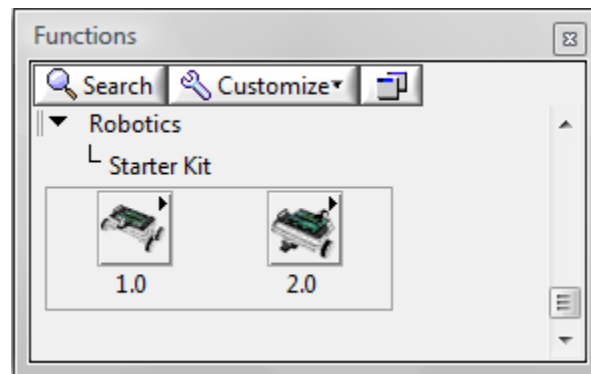 Functions
Search Customize
Robotics
Starter Kit
1.0 2.0